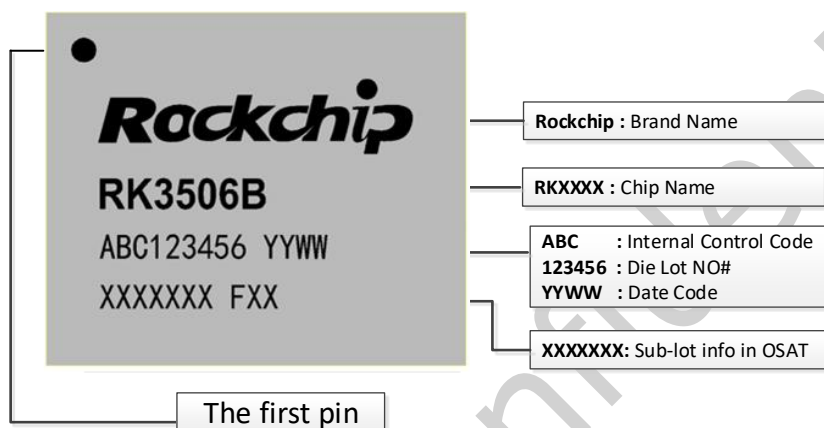 Rockchip
RK3506B
ABC123456 YYWW
XXXXXXX FXX
Rockchip : Brand Name
RKXXXX : Chip Name
ABC : Internal Control Code
123456 : Die Lot NO#
YYWW : Date Code
XXXXXXX: Sub-lot info in OSAT
The first pin